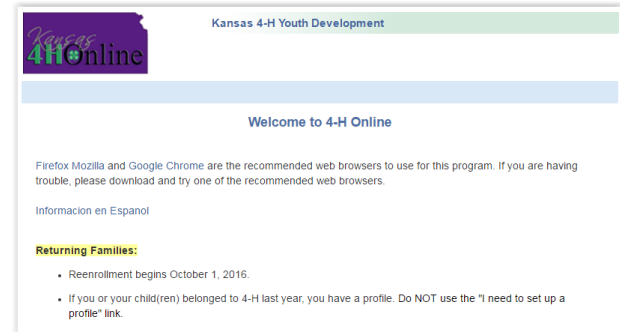 Kansas 4-H Youth Development
Kansas
4HOnline
Welcome to 4-H Online
Firefox Mozilla and Google Chrome are the recommended web browsers to use for this program. If you are having
trouble, please download and try one of the recommended web browsers.
Informacion en Espanol
Returning Families:
• Reenrollment begins October 1, 2016.
• If you or your child(ren) belonged to 4-H last year, you have a profile. Do NOT use the "I need to set up a
profile" link.